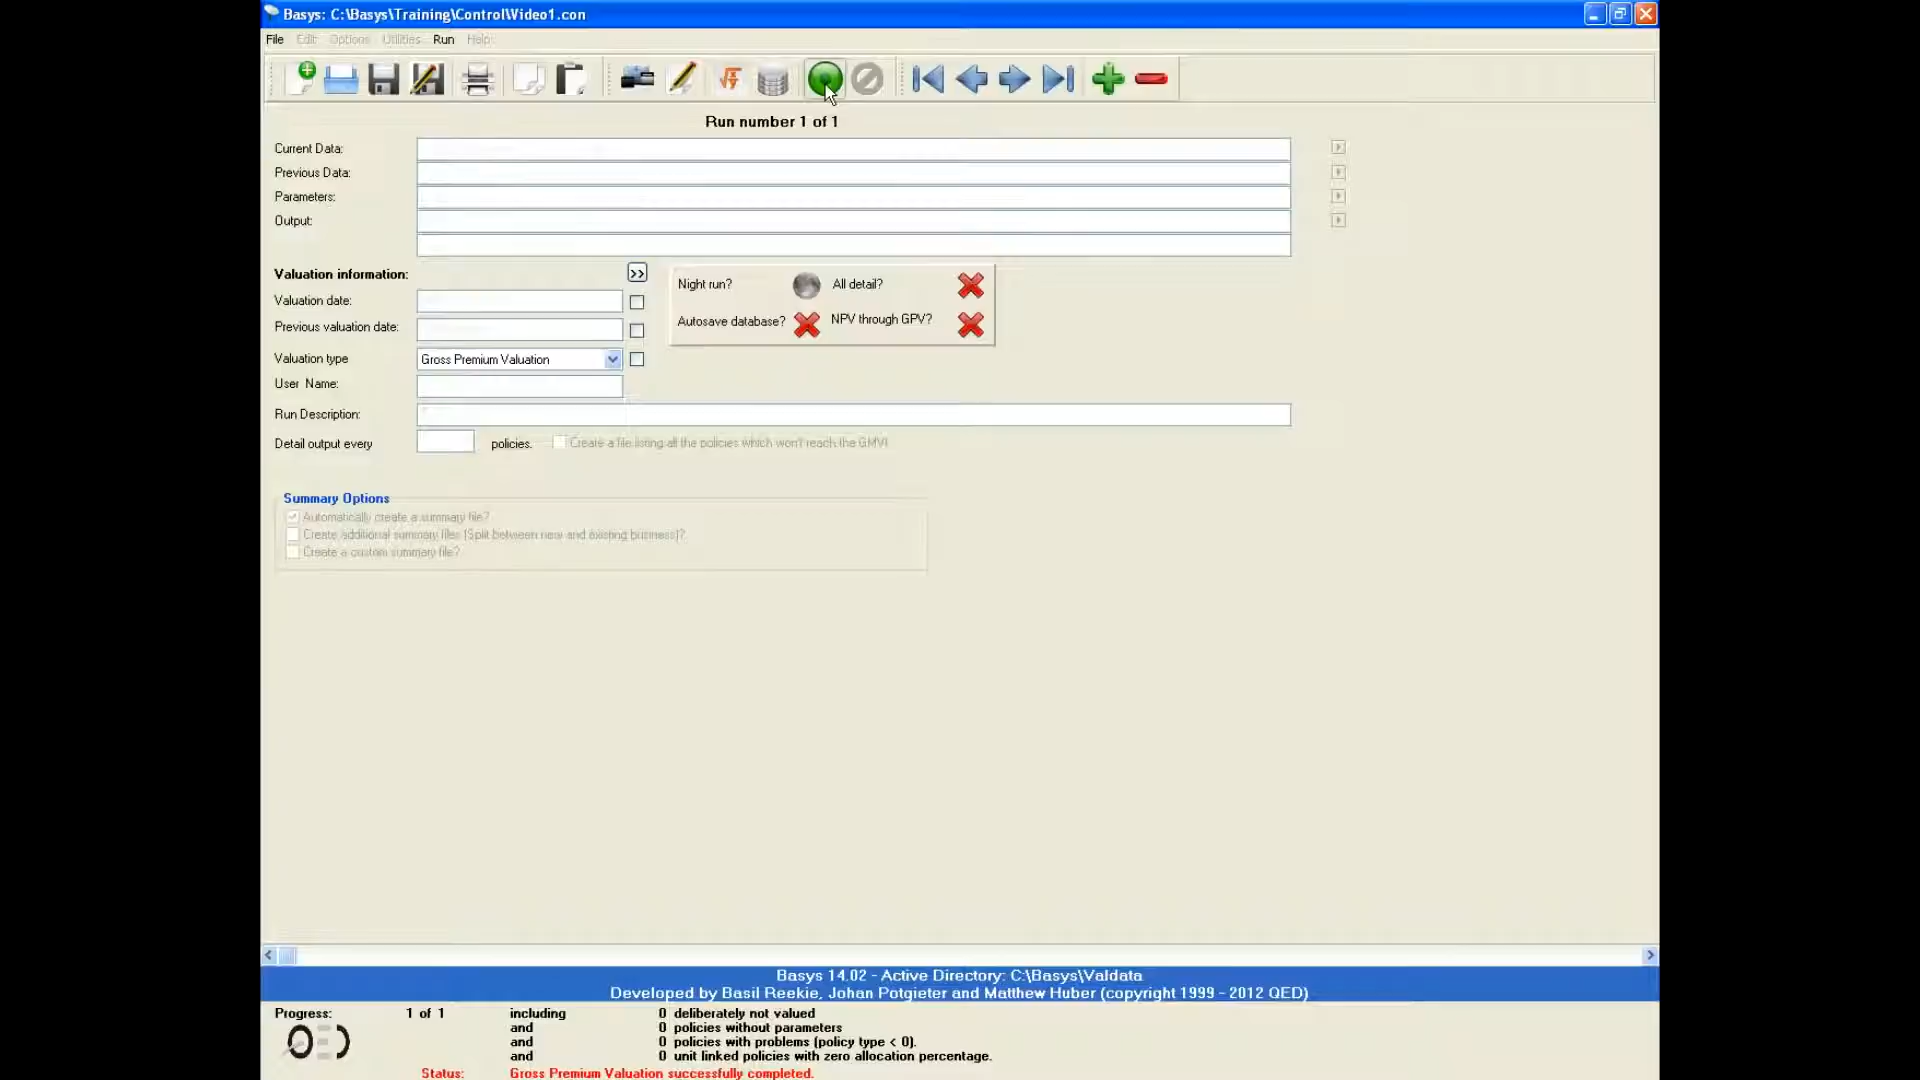 Basys: C:\Basys\Training\Control\Video1.con
File Edit Options Utilities Run Help
Run number 1 of 1
Current Data:
Previous Data:
Parameters:
Output:
Valuation information: >>
Night run? All detail?
Valuation date:
Autosave database? NPV through GPV?
Previous valuation date:
Valuation type Gross Premium Valuation
User Name:
Run Description:
Detail output every policies. Create a file listing all the policies which won't reach the GMV!
Summary Options
Automatically create a summary file?
Create additional summary files (Split between new and existing business)?
Create a custom summary file?
Basys 14.02 - Active Directory: C:\Basys\Valdata
Developed by Basil Reekie, Johan Potgieter and Matthew Huber (copyright 1999 - 2012 QED)
Progress: 1 of 1 including 0 deliberately not valued
and 0 policies without parameters
and 0 policies with problems (policy type < 0).
and 0 unit linked policies with zero allocation percentage.
Status: Gross Premium Valuation successfully completed.